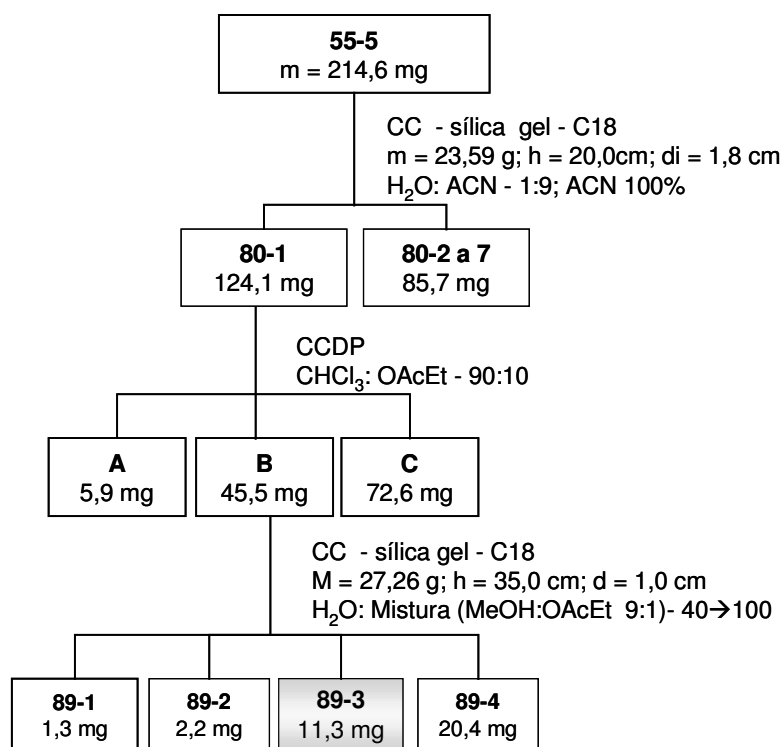 55-5
m = 214,6 mg
CC - sílica gel - C18
m = 23,59 g; h = 20,0cm; di = 1,8 cm
H₂O: ACN - 1:9; ACN 100%
80-1
124,1 mg
80-2 a 7
85,7 mg
CCDP
CHCl₃: OAcEt - 90:10
A
5,9 mg
B
45,5 mg
C
72,6 mg
CC - sílica gel - C18
M = 27,26 g; h = 35,0 cm; d = 1,0 cm
H₂O: Mistura (MeOH:OAcEt 9:1)- 40→100
89-1
1,3 mg
89-2
2,2 mg
89-3
11,3 mg
89-4
20,4 mg